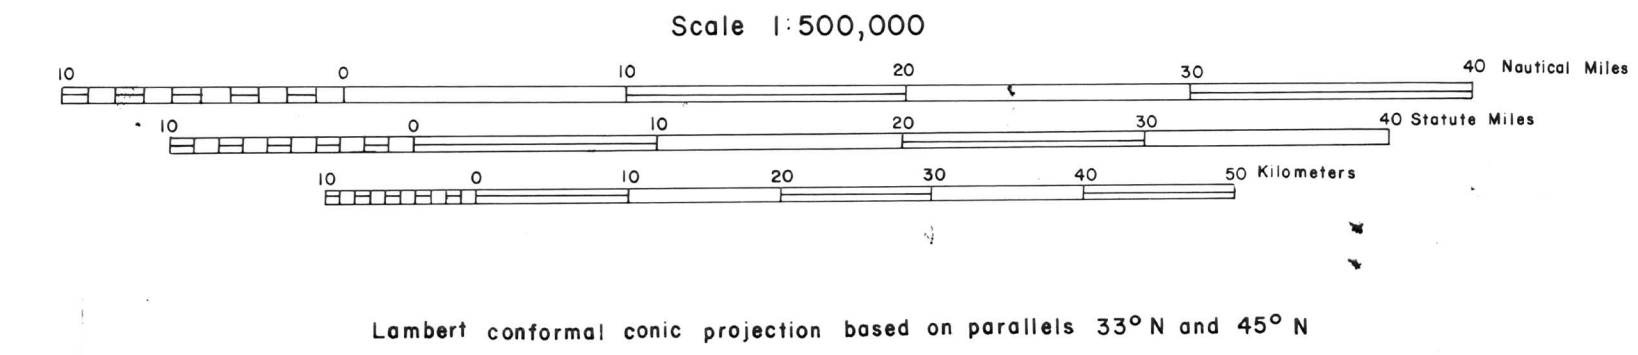 Scale 1:500,000
10 0 10 20 30 40 Nautical Miles
10 0 10 20 30 40 Statute Miles
10 0 10 20 30 40 50 Kilometers
Lambert conformal conic projection based on parallels 33° N and 45° N